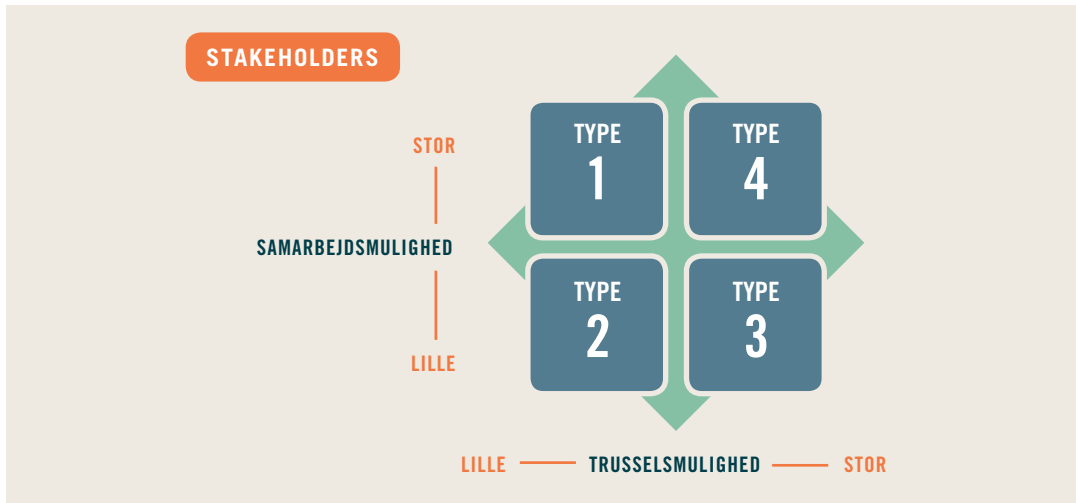 STAKEHOLDERS
TYPE
1
TYPE
4
STOR
SAMARBEJDSMULIGHED
LILLE
TYPE
2
TYPE
3
LILLE
TRUSSELSMULIGHED
STOR